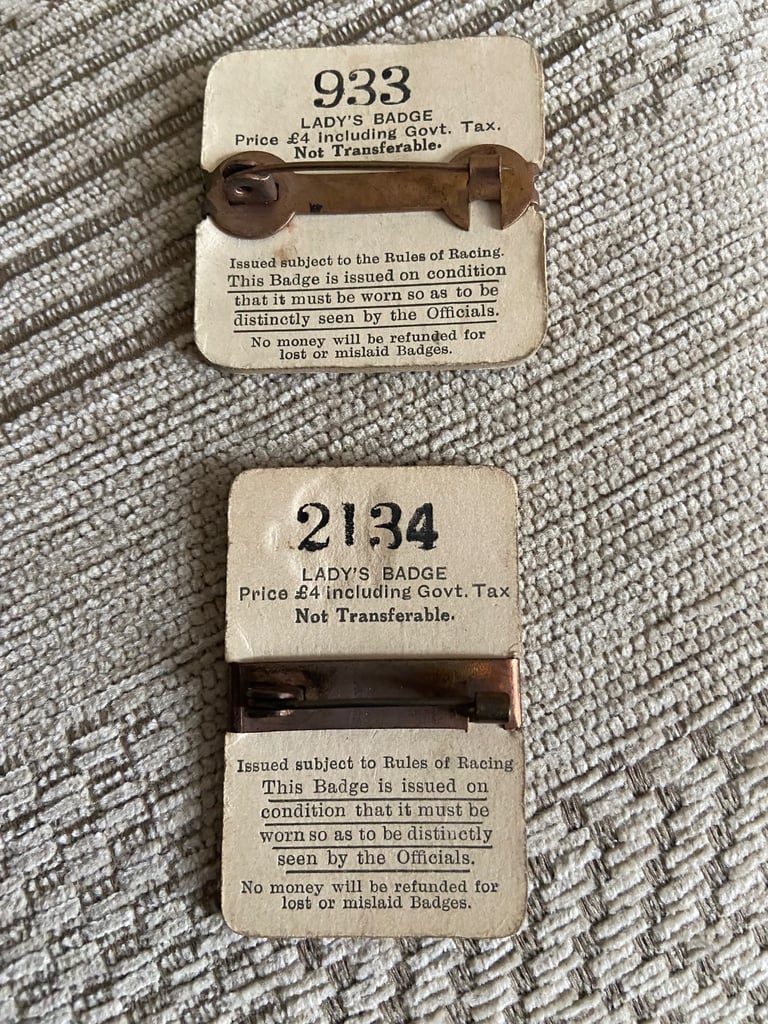 933
LADY'S BADGE
Price £4 including Govt. Tax.
Not Transferable.
Issued subject to the Rules of Racing.
This Badge is issued on condition
that it must be worn so as to be
distinctly seen by the Officials.
No money will be refunded for
lost or mislaid Badges.
2134
LADY'S BADGE
Price £4 including Govt. Tax
Not Transferable.
Issued subject to Rules of Racing
This Badge is issued on
condition that it must be
worn so as to be distinctly
seen by the Officials.
No money will be refunded for
lost or mislaid Badges.